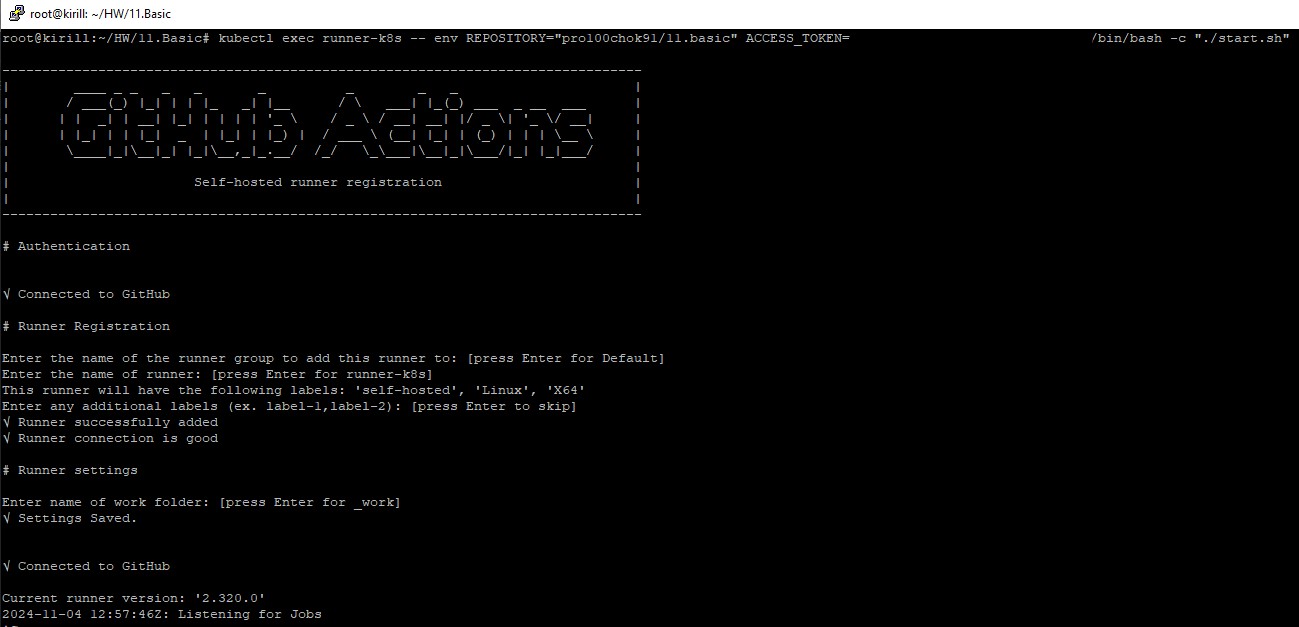 root@kirill: ~/HW/11.Basic
root@kirill:~/HW/11.Basic# kubectl exec runner-k8s -- env REPOSITORY="pro100chok91/11.basic" ACCESS_TOKEN= /bin/bash -c "./start.sh"
GitHub Actions
Self-hosted runner registration
# Authentication
√ Connected to GitHub
# Runner Registration
Enter the name of the runner group to add this runner to: [press Enter for Default]
Enter the name of runner: [press Enter for runner-k8s]
This runner will have the following labels: 'self-hosted', 'Linux', 'X64'
Enter any additional labels (ex. label-1,label-2): [press Enter to skip]
√ Runner successfully added
√ Runner connection is good
# Runner settings
Enter name of work folder: [press Enter for _work]
√ Settings Saved.
√ Connected to GitHub
Current runner version: '2.320.0'
2024-11-04 12:57:46Z: Listening for Jobs